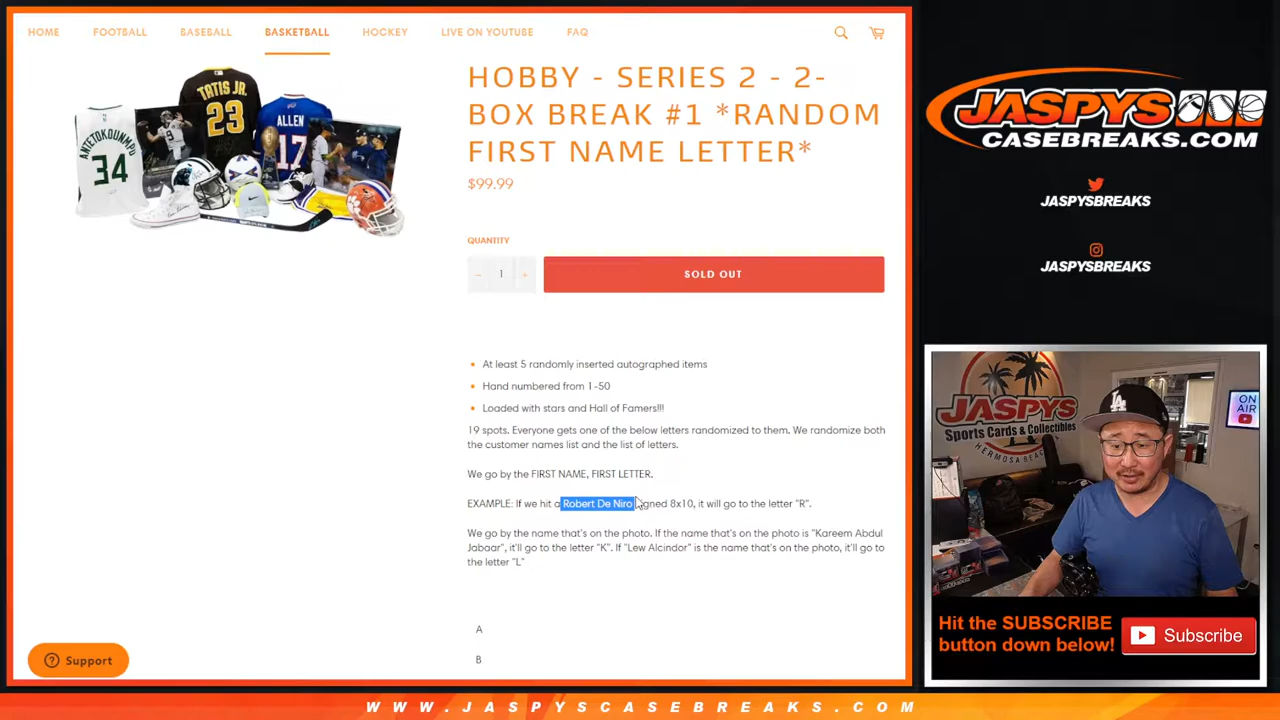 HOME FOOTBALL BASEBALL BASKETBALL HOCKEY LIVE ON YOUTUBE FAQ
HOBBY - SERIES 2 - 2-
BOX BREAK #1 *RANDOM
FIRST NAME LETTER*
$99.99
QUANTITY
− 1 +
SOLD OUT
At least 5 randomly inserted autographed items
Hand numbered from 1-50
Loaded with stars and Hall of Famers!!!
19 spots. Everyone gets one of the below letters randomized to them. We randomize both
the customer names list and the list of letters.
We go by the FIRST NAME, FIRST LETTER.
EXAMPLE: If we hit a Robert De Niro signed 8x10, it will go to the letter "R".
We go by the name that's on the photo. If the name that's on the photo is "Kareem Abdul
Jabaar", it'll go to the letter "K". If "Lew Alcindor" is the name that's on the photo, it'll go to
the letter "L"
A
B
Support
TATIS JR.
23
ALLEN
17
ANTETOKOUNMPO
34
JASPYS
CASEBREAKS.COM
JASPYSBREAKS
JASPYSBREAKS
JASPYS
Sports Cards & Collectibles
HERMOSA BEACH
ON
AIR
LA
Hit the SUBSCRIBE
button down below!
Subscribe
WWW.JASPYSCASEBREAKS.COM